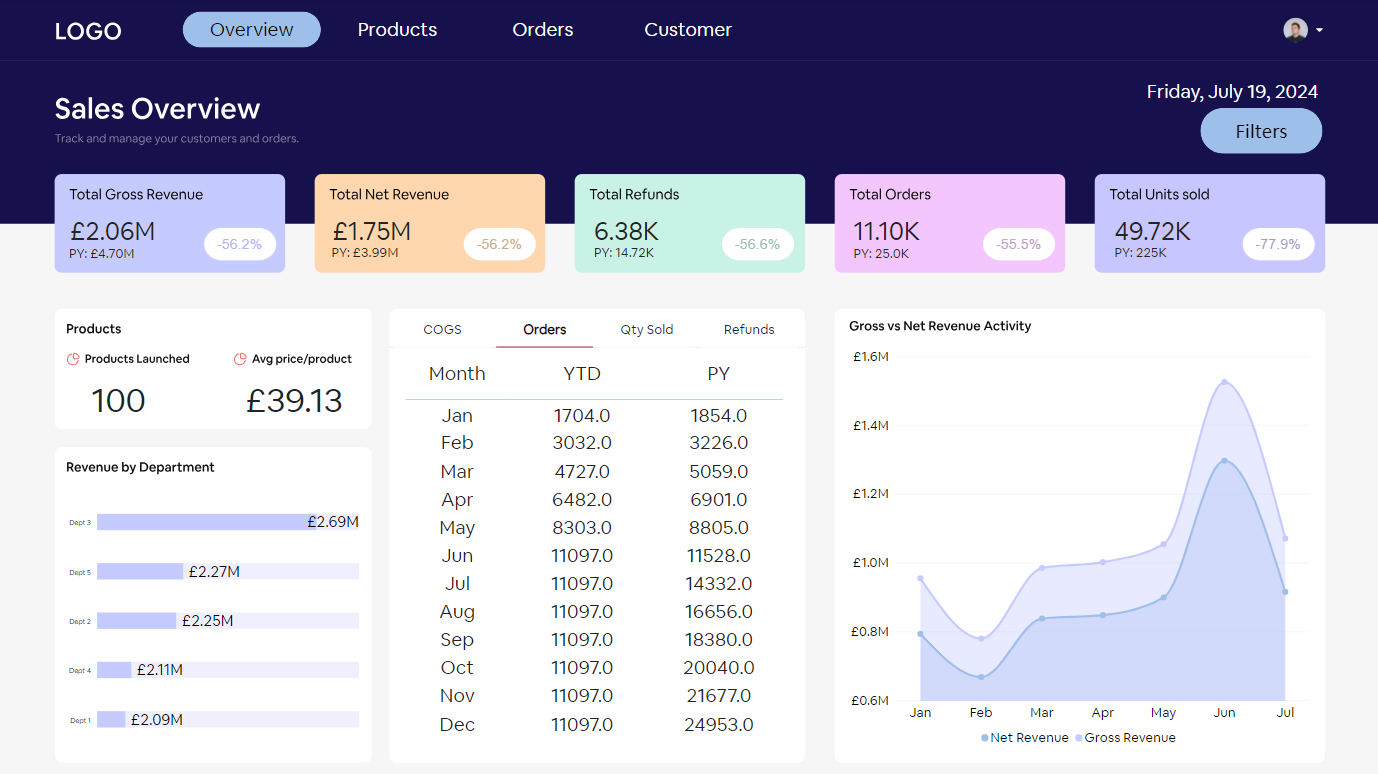 LOGO Overview Products Orders Customer
Sales Overview
Track and manage your customers and orders.
Friday, July 19, 2024
Filters
Total Gross Revenue
£2.06M
PY: £4.70M
-56.2%
Total Net Revenue
£1.75M
PY: £3.99M
-56.2%
Total Refunds
6.38K
PY: 14.72K
-56.6%
Total Orders
11.10K
PY: 25.0K
-55.5%
Total Units sold
49.72K
PY: 225K
-77.9%
Products
Products Launched Avg price/product
100 £39.13
Revenue by Department
Dept 3 £2.69M
Dept 5 £2.27M
Dept 2 £2.25M
Dept 4 £2.11M
Dept 1 £2.09M
COGS Orders Qty Sold Refunds
Month YTD PY
Jan 1704.0 1854.0
Feb 3032.0 3226.0
Mar 4727.0 5059.0
Apr 6482.0 6901.0
May 8303.0 8805.0
Jun 11097.0 11528.0
Jul 11097.0 14332.0
Aug 11097.0 16656.0
Sep 11097.0 18380.0
Oct 11097.0 20040.0
Nov 11097.0 21677.0
Dec 11097.0 24953.0
Gross vs Net Revenue Activity
£1.6M
£1.4M
£1.2M
£1.0M
£0.8M
£0.6M
Jan Feb Mar Apr May Jun Jul
Net Revenue Gross Revenue